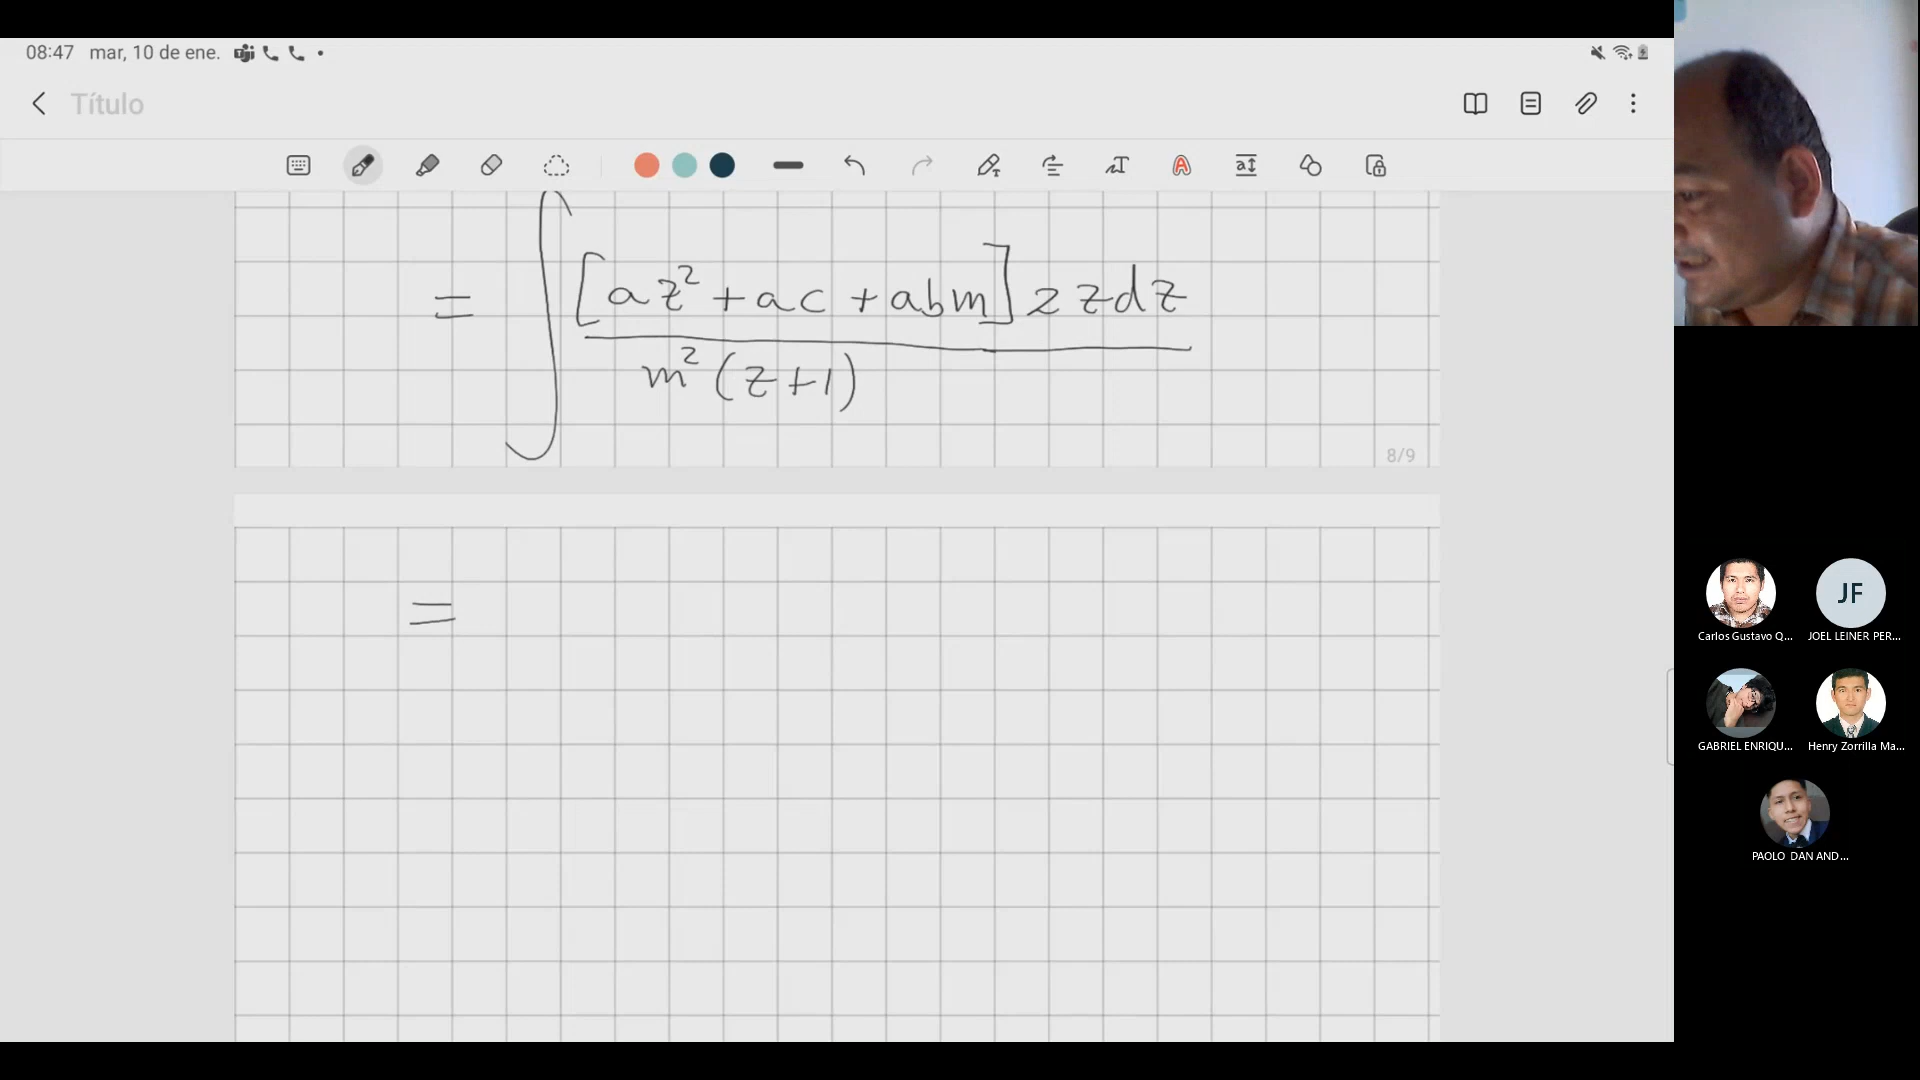 08:47 mar, 10 de ene.
Título
= ∫ [az² + ac + abm] 2 z dz
m² (z+1)
8/9
=
Carlos Gustavo Q...
JF
JOEL LEINER PER...
GABRIEL ENRIQU...
Henry Zorrilla Ma...
PAOLO DAN AND...